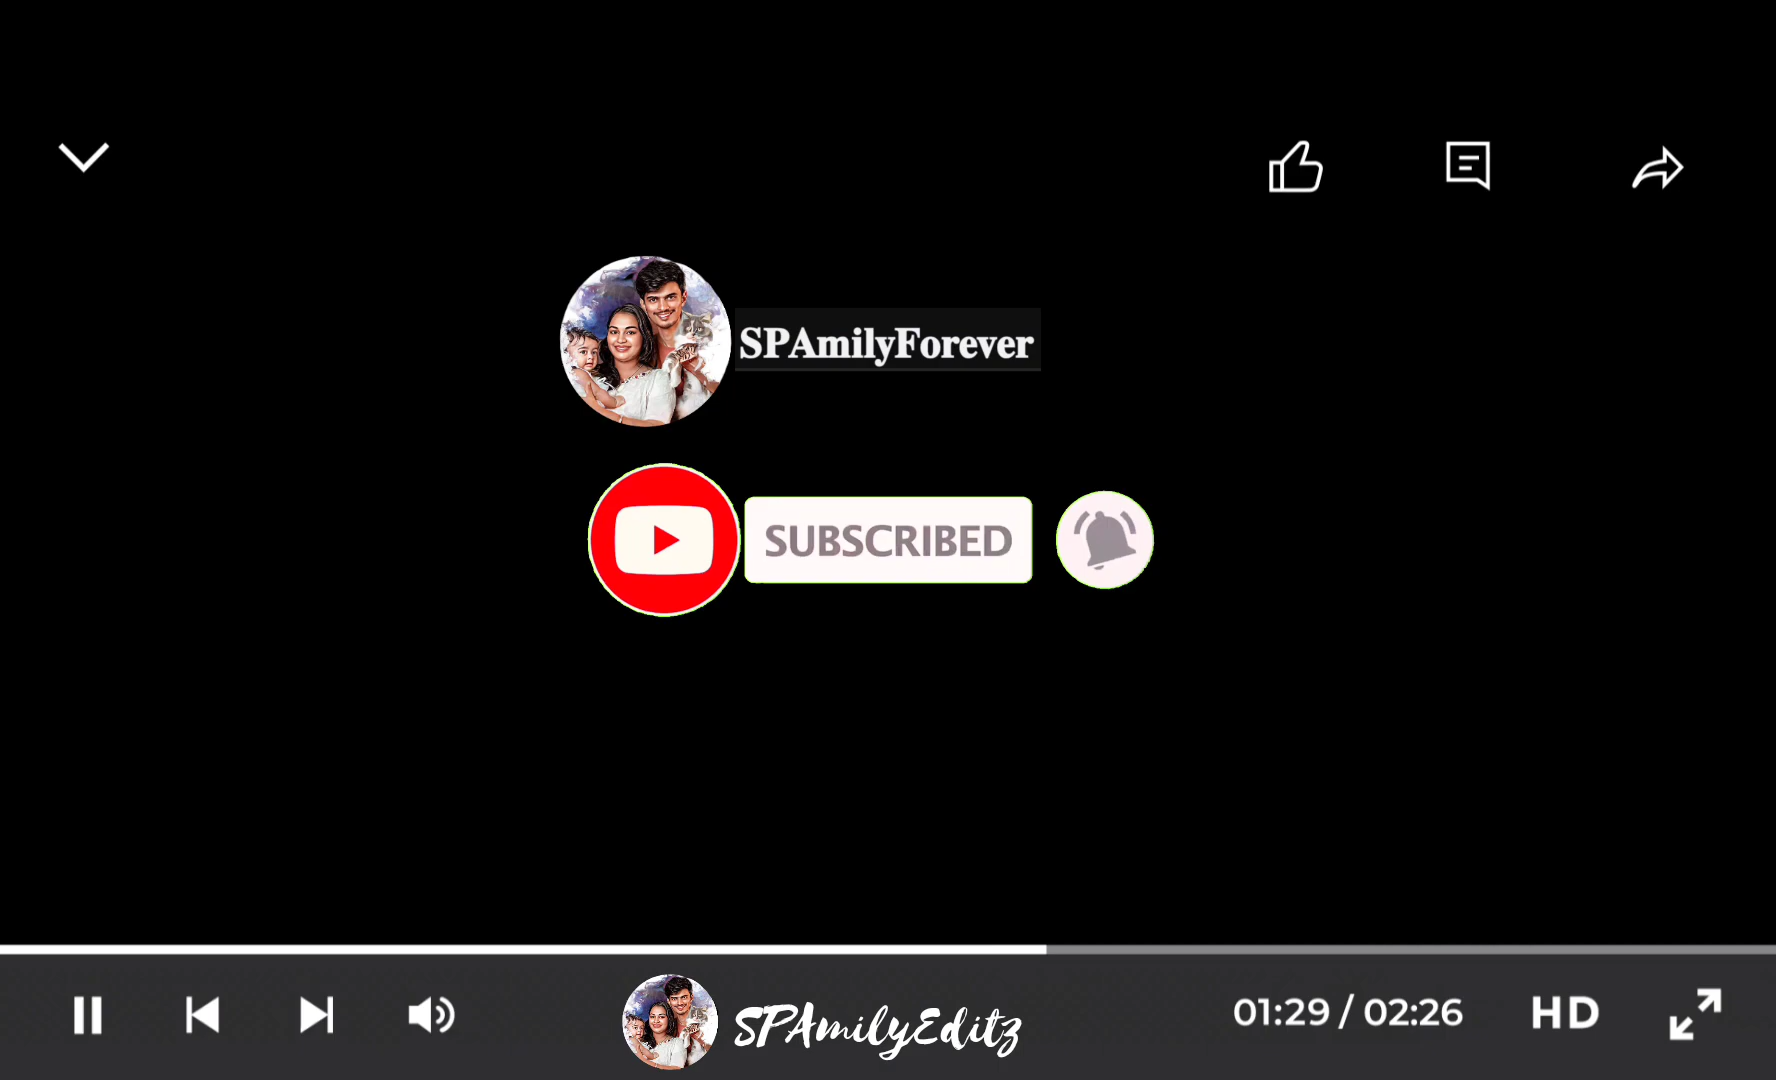 SPAmilyForever
SUBSCRIBED
SPAmilyEditz
01:29 / 02:26
HD